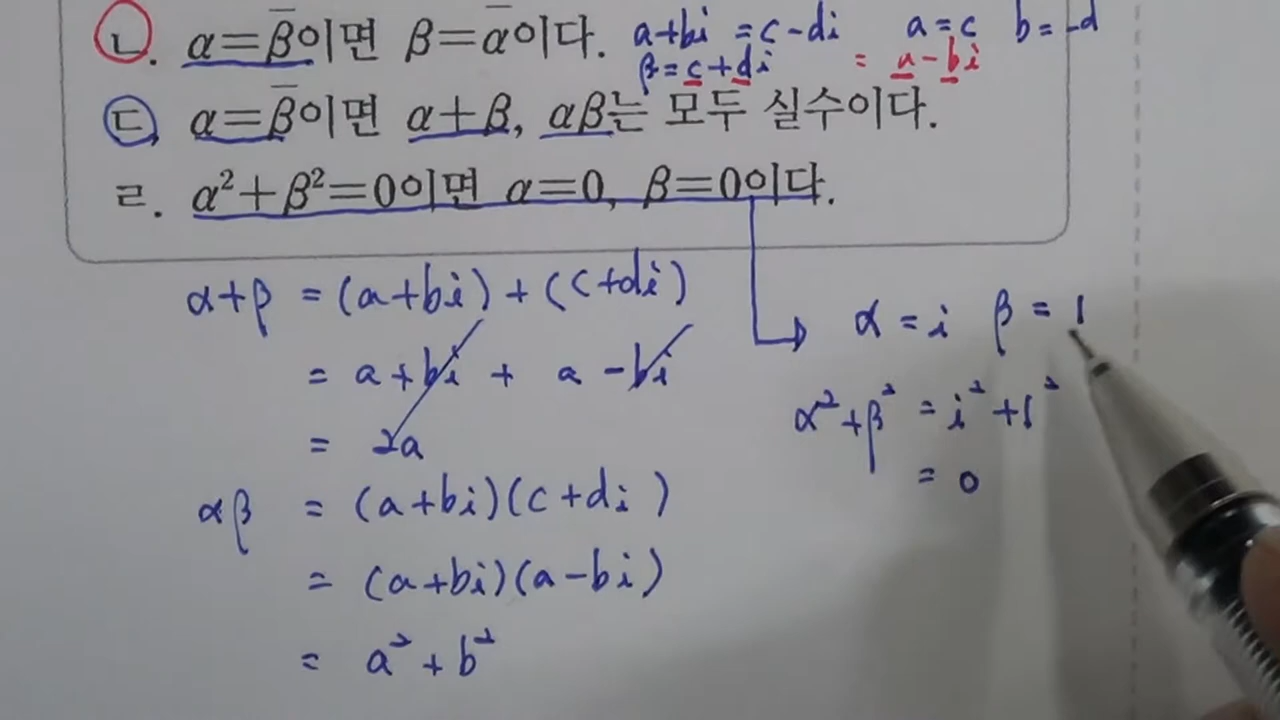 ㄴ. α=β̅이면 β=α̅이다. a+bi = c-di a=c b=-d
β=c+di = a-bi
ㄷ. α=β̅이면 α+β, αβ는 모두 실수이다.
ㄹ. α²+β²=0이면 α=0, β=0이다.
α+β = (a+bi)+(c+di)
= a+bi + a-bi
= 2a
αβ = (a+bi)(c+di)
= (a+bi)(a-bi)
= a²+b²
α=i β=1
α²+β² = i²+1²
= 0